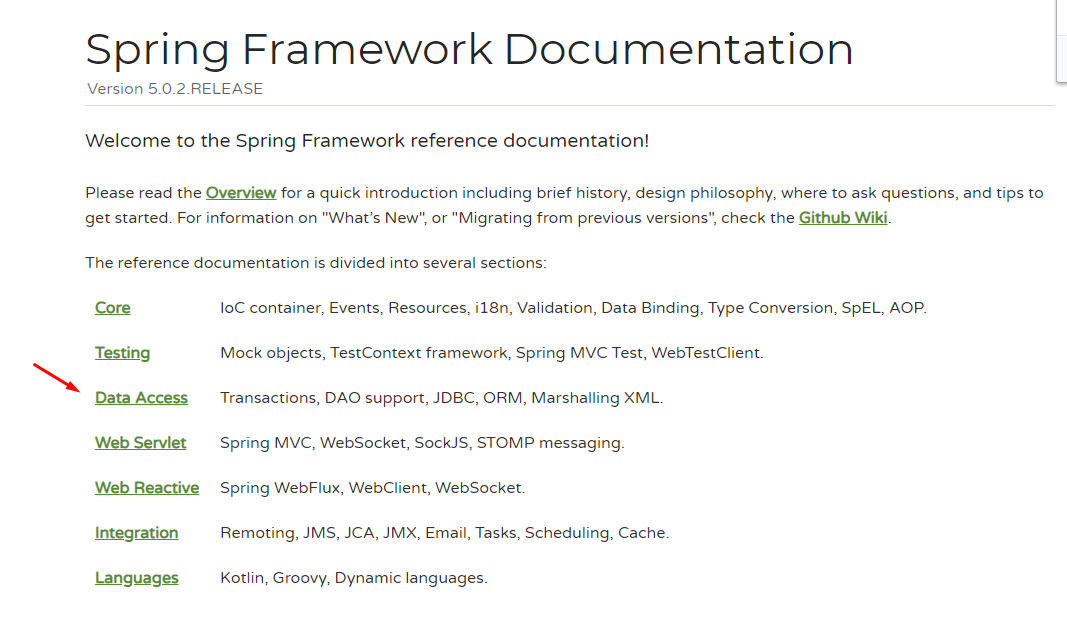 Spring Framework Documentation
Version 5.0.2.RELEASE
Welcome to the Spring Framework reference documentation!
Please read the Overview for a quick introduction including brief history, design philosophy, where to ask questions, and tips to
get started. For information on "What’s New", or "Migrating from previous versions", check the Github Wiki.
The reference documentation is divided into several sections:
Core IoC container, Events, Resources, i18n, Validation, Data Binding, Type Conversion, SpEL, AOP.
Testing Mock objects, TestContext framework, Spring MVC Test, WebTestClient.
Data Access Transactions, DAO support, JDBC, ORM, Marshalling XML.
Web Servlet Spring MVC, WebSocket, SockJS, STOMP messaging.
Web Reactive Spring WebFlux, WebClient, WebSocket.
Integration Remoting, JMS, JCA, JMX, Email, Tasks, Scheduling, Cache.
Languages Kotlin, Groovy, Dynamic languages.